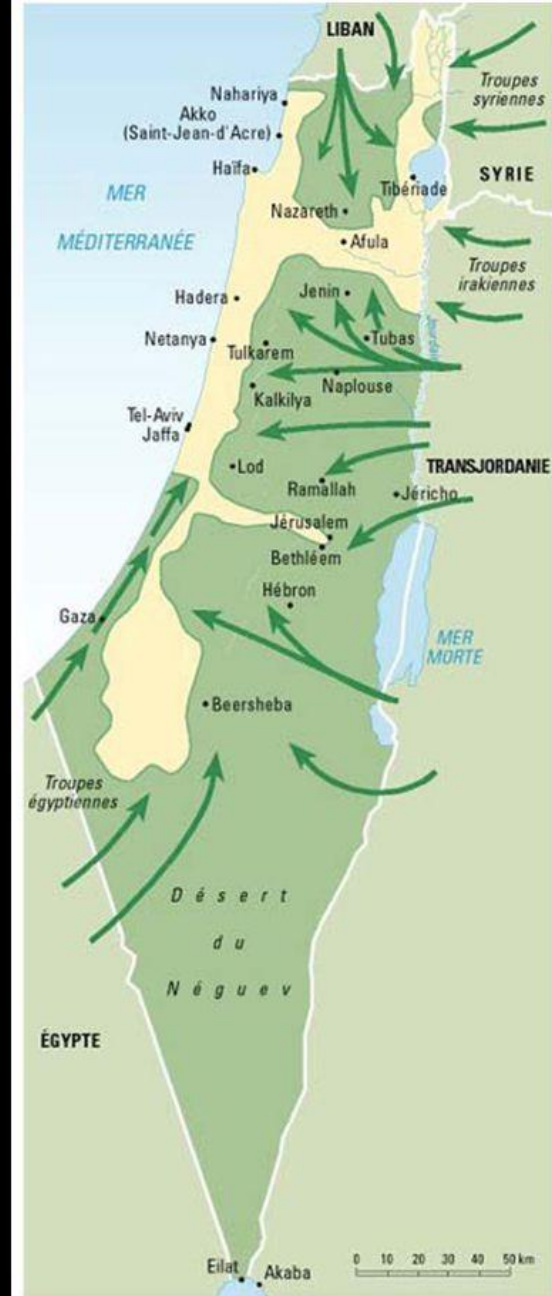 LIBAN
Troupes
syriennes
Nahariya
Akko
(Saint-Jean-d'Acre)
SYRIE
Haïfa
Tibériade
MER
MÉDITERRANÉE
Nazareth
Afula
Troupes
irakiennes
Hadera
Jenin
Jourdain
Netanya
Tulkarem
Tubas
Kalkilya
Naplouse
Tel-Aviv
Jaffa
Lod
TRANSJORDANIE
Ramallah
Jéricho
Jérusalem
Bethléem
Hébron
Gaza
MER
MORTE
Beersheba
Troupes
égyptiennes
Désert
du
Néguev
ÉGYPTE
0 10 20 30 50 km
Eilat
Akaba